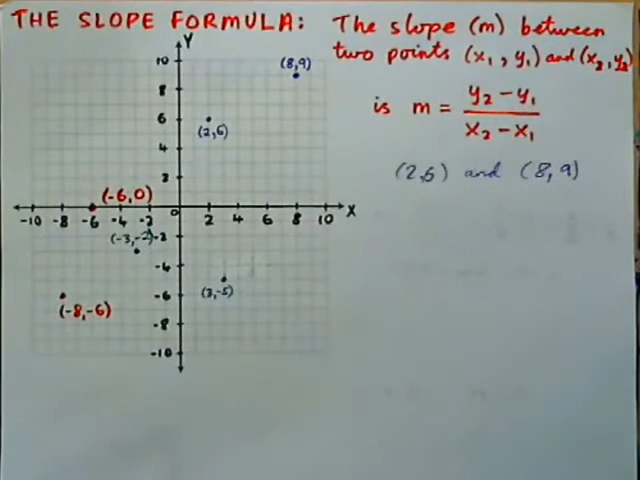 THE SLOPE FORMULA:
The slope (m) between
two points (x₁, y₁) and (x₂, y₂)
is m = y₂ - y₁
x₂ - x₁
(2,6) and (8,9)
Y
10
(8,9)
8
6
(2,6)
4
2
(-6,0)
-10 -8 -6 -4 -2 0 2 4 6 8 10 X
-2
-4
(3,-5)
-6
(-8,-6)
-8
-10